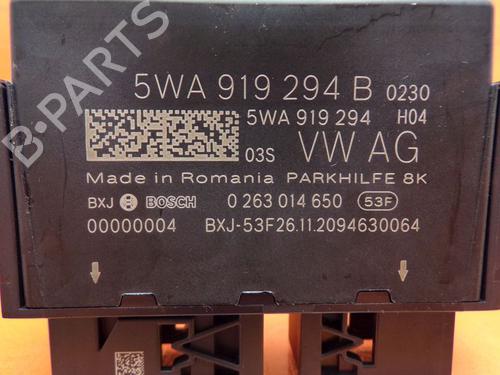 5WA 919 294 B 0230
5WA 919 294 H04
03S VW AG
Made in Romania PARKHILFE 8K
BXJ BOSCH 0 263 014 650 53F
00000004 BXJ-53F26.11.2094630064
B-PARTS